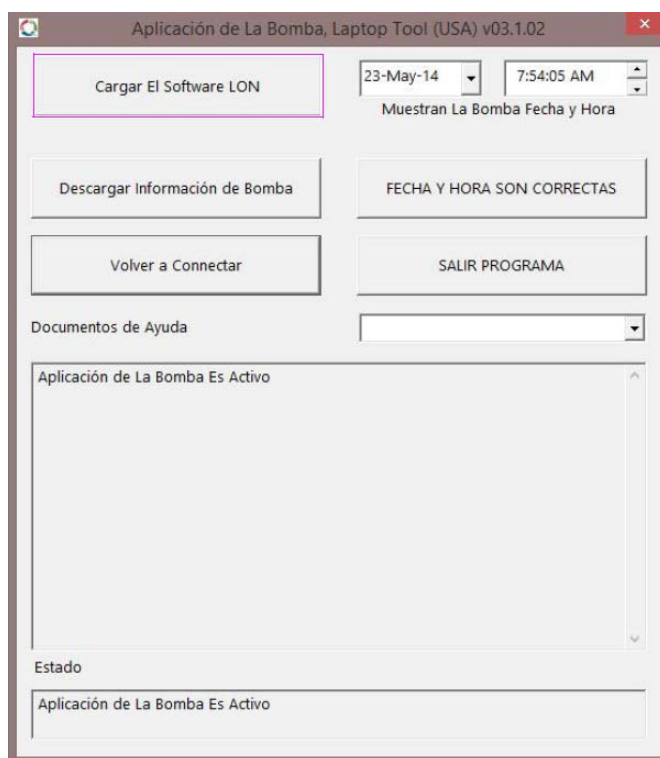 Aplicación de La Bomba, Laptop Tool (USA) v03.1.02
Cargar El Software LON
23-May-14
7:54:05 AM
Muestran La Bomba Fecha y Hora
Descargar Información de Bomba
FECHA Y HORA SON CORRECTAS
Volver a Connectar
SALIR PROGRAMA
Documentos de Ayuda
Aplicación de La Bomba Es Activo
Estado
Aplicación de La Bomba Es Activo